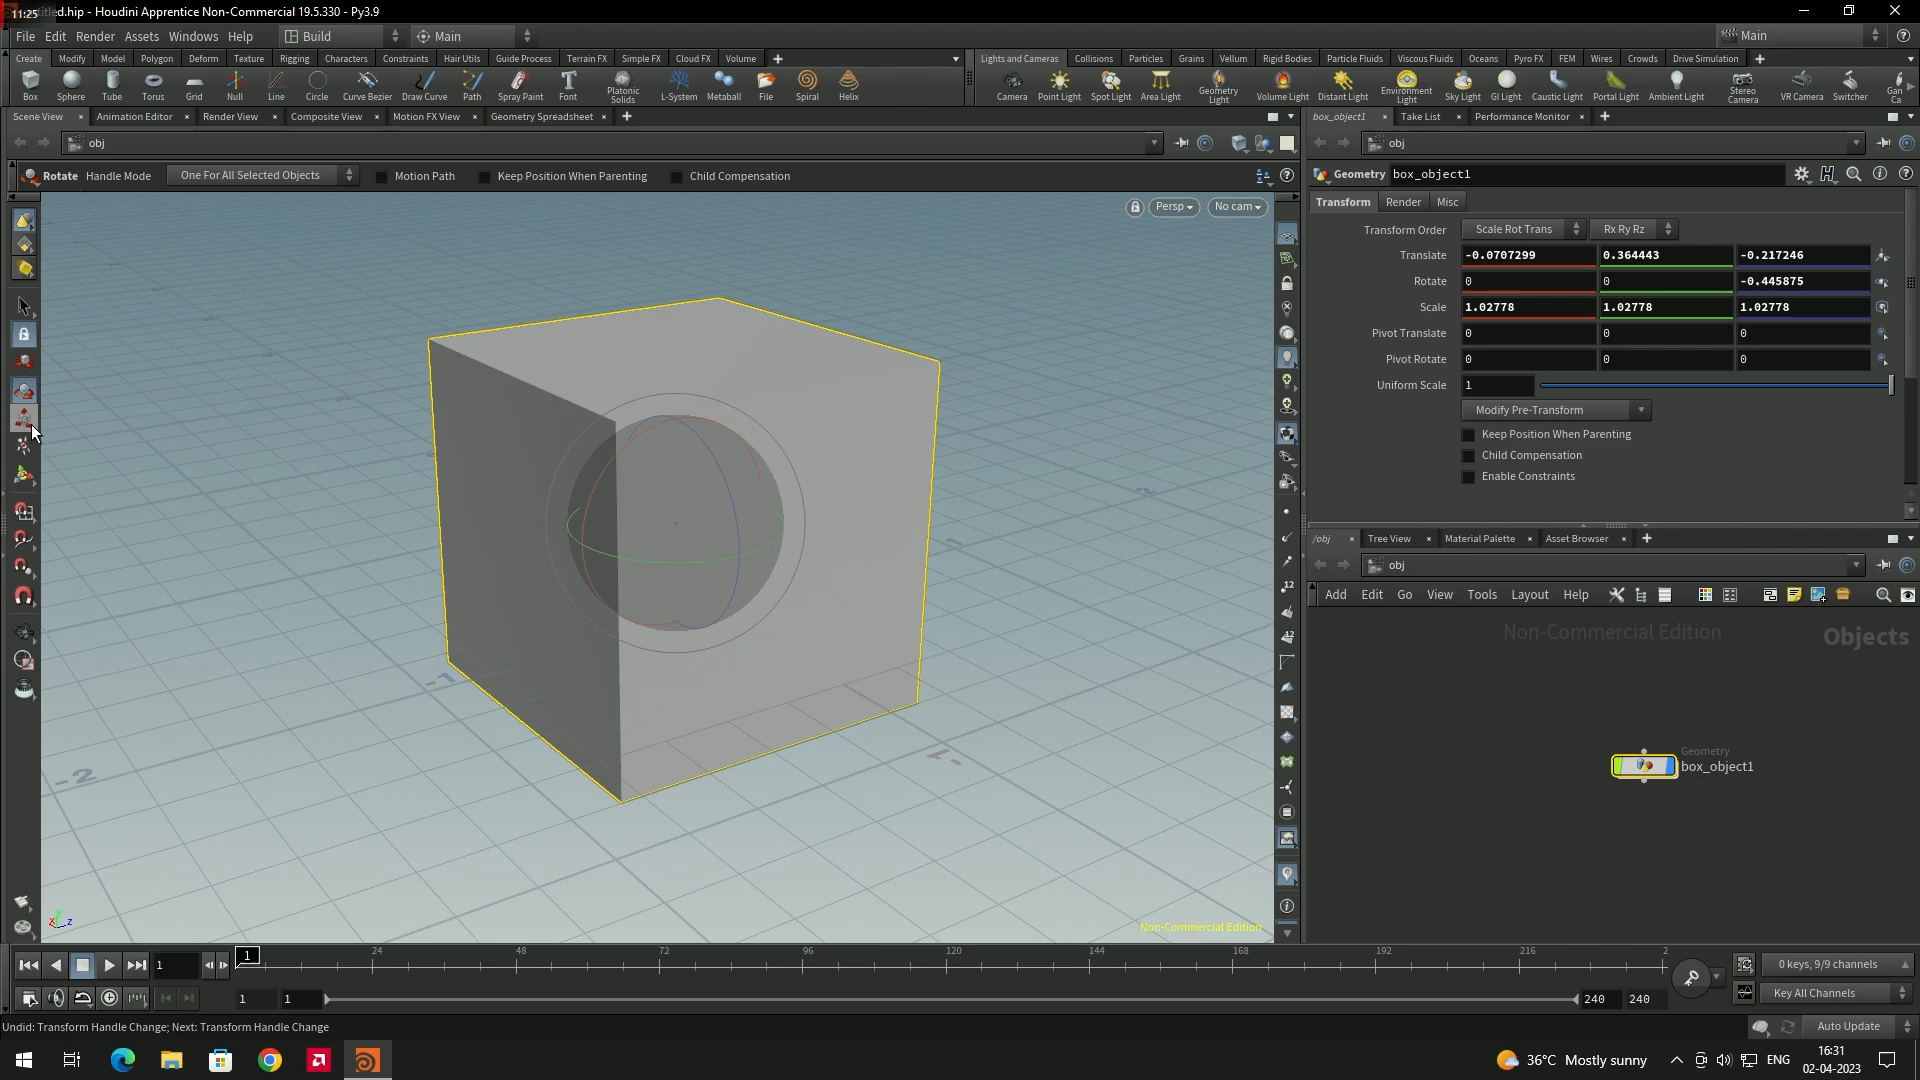 11:25
d.hip - Houdini Apprentice Non-Commercial 19.5.330 - Py3.9
File Edit Render Assets Windows Help Build Main Main
Create Modify Model Polygon Deform Texture Rigging Characters Constraints Hair Utils Guide Process Terrain FX Simple FX Cloud FX Volume
Lights and Cameras Collisions Particles Grains Vellum Rigid Bodies Particle Fluids Viscous Fluids Oceans Pyro FX FEM Wires Crowds Drive Simulation
Box Sphere Tube Torus Grid Null Line Circle Curve Bezier Draw Curve Path Spray Paint Font Platonic Solids L-System Metaball File Spiral Helix
Camera Point Light Spot Light Area Light Geometry Light Volume Light Distant Light Environment Light Sky Light GI Light Caustic Light Portal Light Ambient Light Stereo Camera VR Camera Switcher Gan Ca
Scene View Animation Editor Render View Composite View Motion FX View Geometry Spreadsheet
box_object1 Take List Performance Monitor
obj
obj
Rotate Handle Mode One For All Selected Objects Motion Path Keep Position When Parenting Child Compensation
Geometry box_object1
Persp No cam
Transform Render Misc
Transform Order Scale Rot Trans Rx Ry Rz
Translate -0.0707299 0.364443 -0.217246
Rotate 0 0 -0.445875
Scale 1.02778 1.02778 1.02778
Pivot Translate 0 0 0
Pivot Rotate 0 0 0
Uniform Scale 1
Modify Pre-Transform
Keep Position When Parenting
Child Compensation
Enable Constraints
/obj Tree View Material Palette Asset Browser
obj
Add Edit Go View Tools Layout Help
Non-Commercial Edition Objects
Geometry
box_object1
12
12
-1
-2
-1
x y z
Non-Commercial Edition
1 1 24 48 72 96 120 144 168 192 216 2
0 keys, 9/9 channels
1 1 240 240
Key All Channels
Undid: Transform Handle Change; Next: Transform Handle Change
Auto Update
36°C Mostly sunny ENG 16:31
02-04-2023